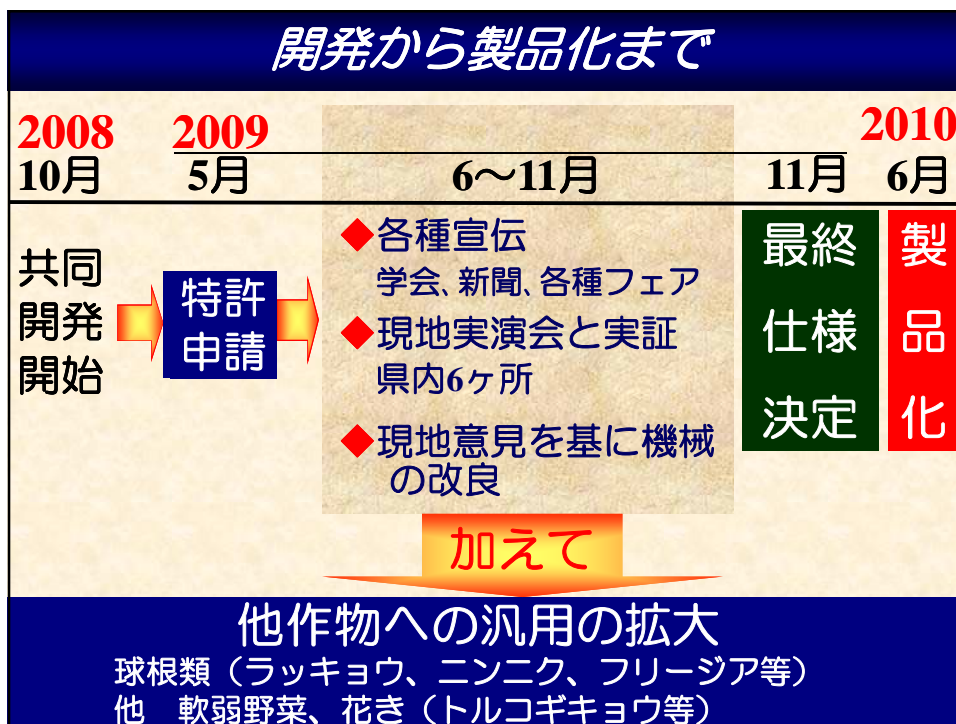 開発から製品化まで
2008 2009 2010
10月 5月 6～11月 11月 6月
共同
開発
開始
特許
申請
◆各種宣伝
学会、新聞、各種フェア
◆現地実演会と実証
県内6ヶ所
◆現地意見を基に機械
の改良
最終
仕様
決定
製
品
化
加えて
他作物への汎用の拡大
球根類（ラッキョウ、ニンニク、フリージア等）
他 軟弱野菜、花き（トルコギキョウ等）